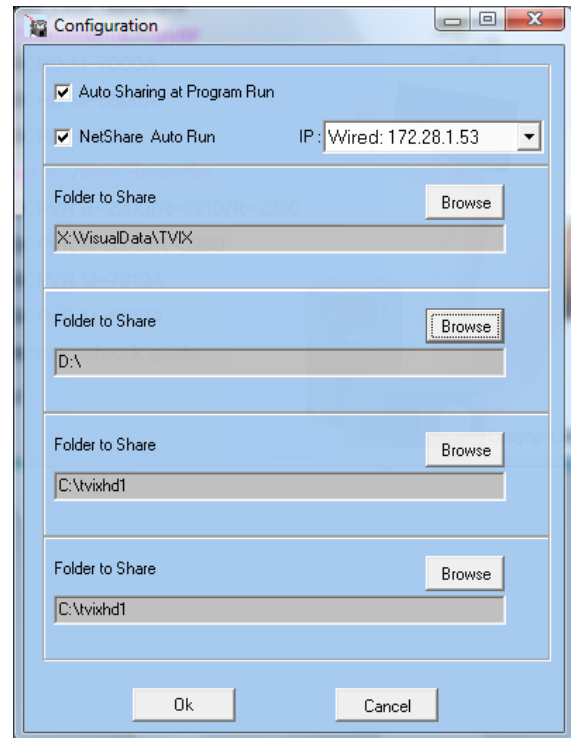 Configuration
Auto Sharing at Program Run
NetShare Auto Run IP : Wired: 172.28.1.53
Folder to Share Browse
X:\VisualData\TVIX
Folder to Share Browse
D:\
Folder to Share Browse
C:\tvixhd1
Folder to Share Browse
C:\tvixhd1
Ok Cancel